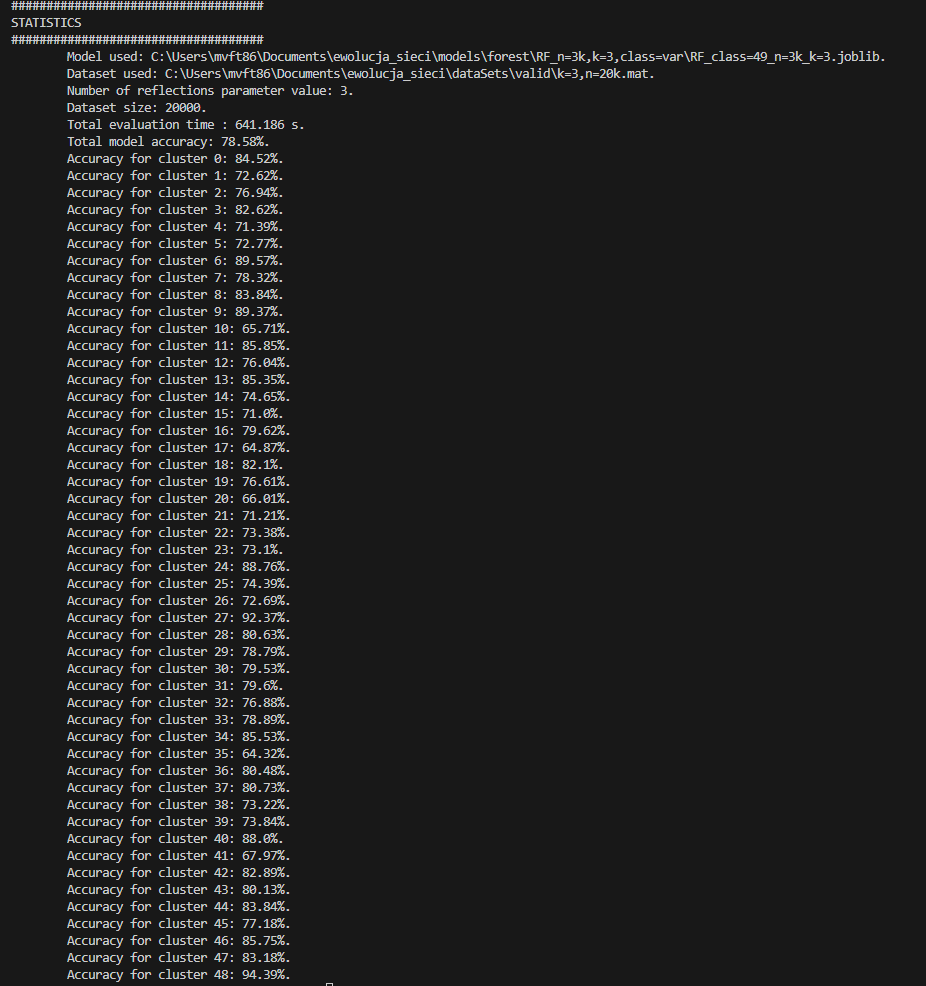 ####################################
STATISTICS
####################################
Model used: C:\Users\mvft86\Documents\ewolucja_sieci\models\forest\RF_n=3k,k=3,class=var\RF_class=49_n=3k_k=3.joblib.
Dataset used: C:\Users\mvft86\Documents\ewolucja_sieci\dataSets\valid\k=3,n=20k.mat.
Number of reflections parameter value: 3.
Dataset size: 20000.
Total evaluation time : 641.186 s.
Total model accuracy: 78.58%.
Accuracy for cluster 0: 84.52%.
Accuracy for cluster 1: 72.62%.
Accuracy for cluster 2: 76.94%.
Accuracy for cluster 3: 82.62%.
Accuracy for cluster 4: 71.39%.
Accuracy for cluster 5: 72.77%.
Accuracy for cluster 6: 89.57%.
Accuracy for cluster 7: 78.32%.
Accuracy for cluster 8: 83.84%.
Accuracy for cluster 9: 89.37%.
Accuracy for cluster 10: 65.71%.
Accuracy for cluster 11: 85.85%.
Accuracy for cluster 12: 76.04%.
Accuracy for cluster 13: 85.35%.
Accuracy for cluster 14: 74.65%.
Accuracy for cluster 15: 71.0%.
Accuracy for cluster 16: 79.62%.
Accuracy for cluster 17: 64.87%.
Accuracy for cluster 18: 82.1%.
Accuracy for cluster 19: 76.61%.
Accuracy for cluster 20: 66.01%.
Accuracy for cluster 21: 71.21%.
Accuracy for cluster 22: 73.38%.
Accuracy for cluster 23: 73.1%.
Accuracy for cluster 24: 88.76%.
Accuracy for cluster 25: 74.39%.
Accuracy for cluster 26: 72.69%.
Accuracy for cluster 27: 92.37%.
Accuracy for cluster 28: 80.63%.
Accuracy for cluster 29: 78.79%.
Accuracy for cluster 30: 79.53%.
Accuracy for cluster 31: 79.6%.
Accuracy for cluster 32: 76.88%.
Accuracy for cluster 33: 78.89%.
Accuracy for cluster 34: 85.53%.
Accuracy for cluster 35: 64.32%.
Accuracy for cluster 36: 80.48%.
Accuracy for cluster 37: 80.73%.
Accuracy for cluster 38: 73.22%.
Accuracy for cluster 39: 73.84%.
Accuracy for cluster 40: 88.0%.
Accuracy for cluster 41: 67.97%.
Accuracy for cluster 42: 82.89%.
Accuracy for cluster 43: 80.13%.
Accuracy for cluster 44: 83.84%.
Accuracy for cluster 45: 77.18%.
Accuracy for cluster 46: 85.75%.
Accuracy for cluster 47: 83.18%.
Accuracy for cluster 48: 94.39%.